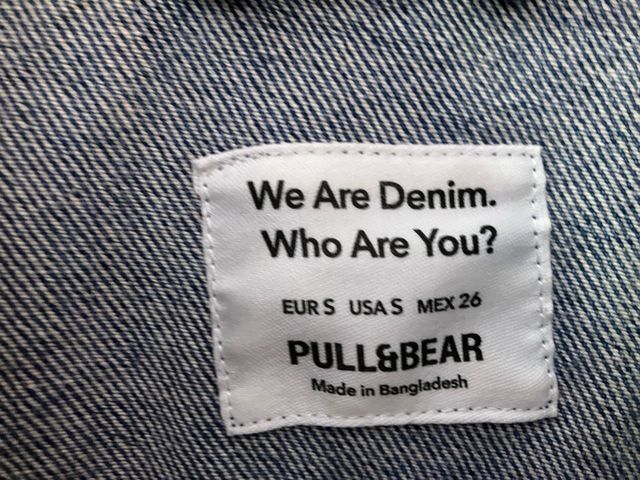 We Are Denim.
Who Are You?
EUR S USA S MEX 26
PULL&BEAR
Made in Bangladesh